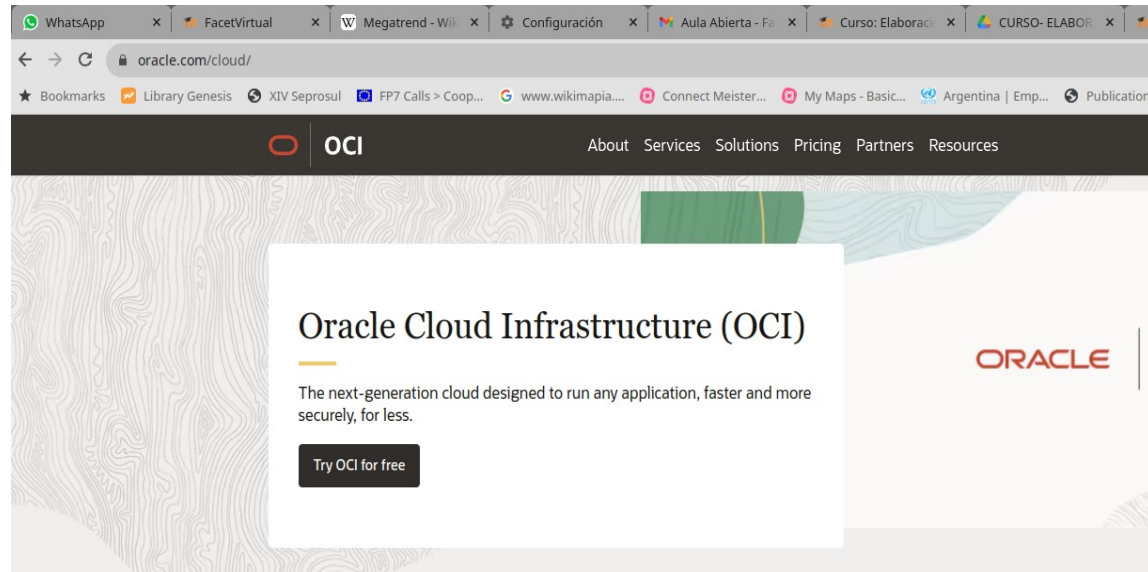 WhatsApp FacetVirtual Megatrend - Wik Configuración Aula Abierta - Fa Curso: Elaboraci CURSO- ELABOR
oracle.com/cloud/
Bookmarks Library Genesis XIV Seprosul FP7 Calls > Coop... www.wikimapia.... Connect Meister... My Maps - Basic... Argentina | Emp... Publication
OCI About Services Solutions Pricing Partners Resources
Oracle Cloud Infrastructure (OCI)
The next-generation cloud designed to run any application, faster and more
securely, for less.
Try OCI for free
ORACLE